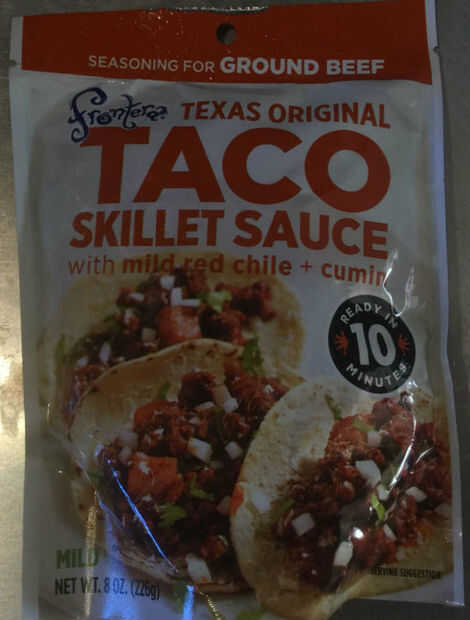 SEASONING FOR GROUND BEEF
frontera.
TEXAS ORIGINAL
TACO
SKILLET SAUCE
with mild red chile + cumin
READY IN
10
MINUTES
MILD
NET WT. 8 OZ. (226g)
SERVING SUGGESTION